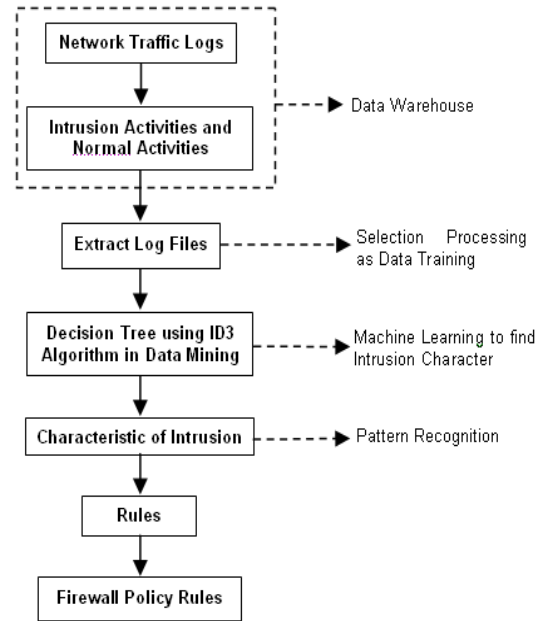 Network Traffic Logs
Intrusion Activities and
Normal Activities
Data Warehouse
Extract Log Files
Selection Processing
as Data Training
Decision Tree using ID3
Algorithm in Data Mining
Machine Learning to find
Intrusion Character
Characteristic of Intrusion
Pattern Recognition
Rules
Firewall Policy Rules